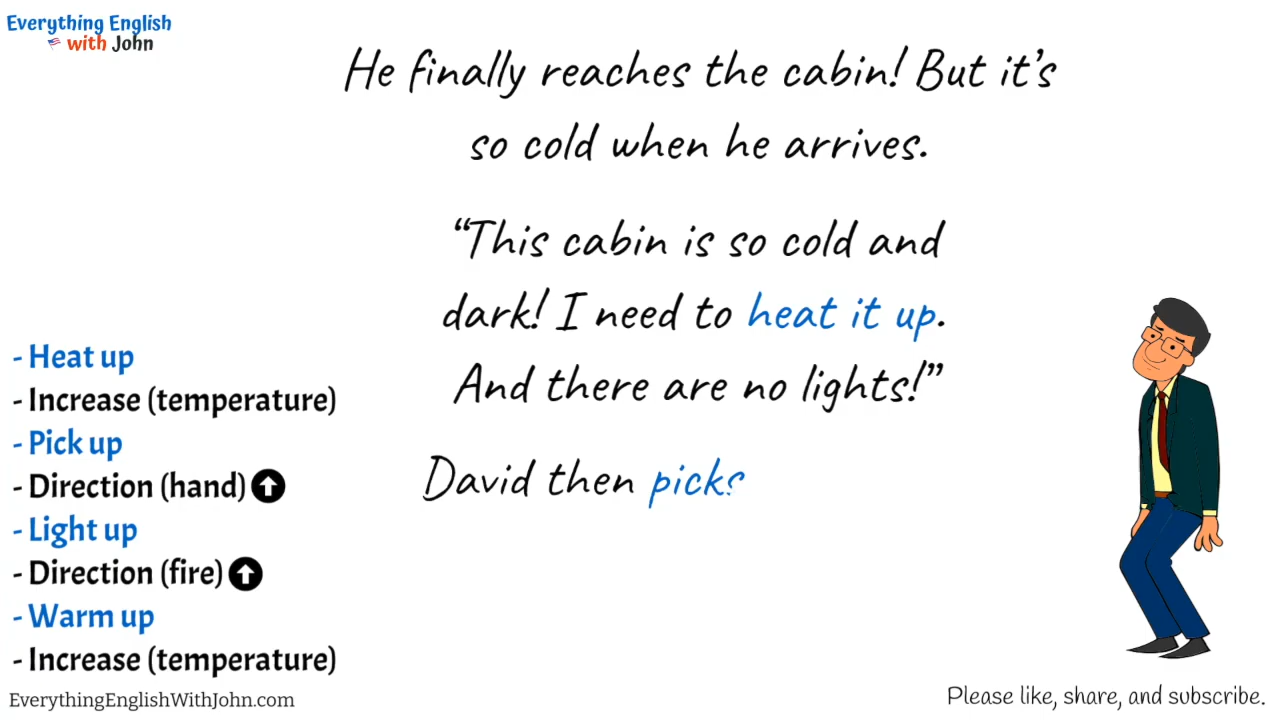 Everything English
with John
He finally reaches the cabin! But it's
so cold when he arrives.
“This cabin is so cold and
dark! I need to heat it up.
And there are no lights!”
David then picks
- Heat up
- Increase (temperature)
- Pick up
- Direction (hand)
- Light up
- Direction (fire)
- Warm up
- Increase (temperature)
EverythingEnglishWithJohn.com
Please like, share, and subscribe.